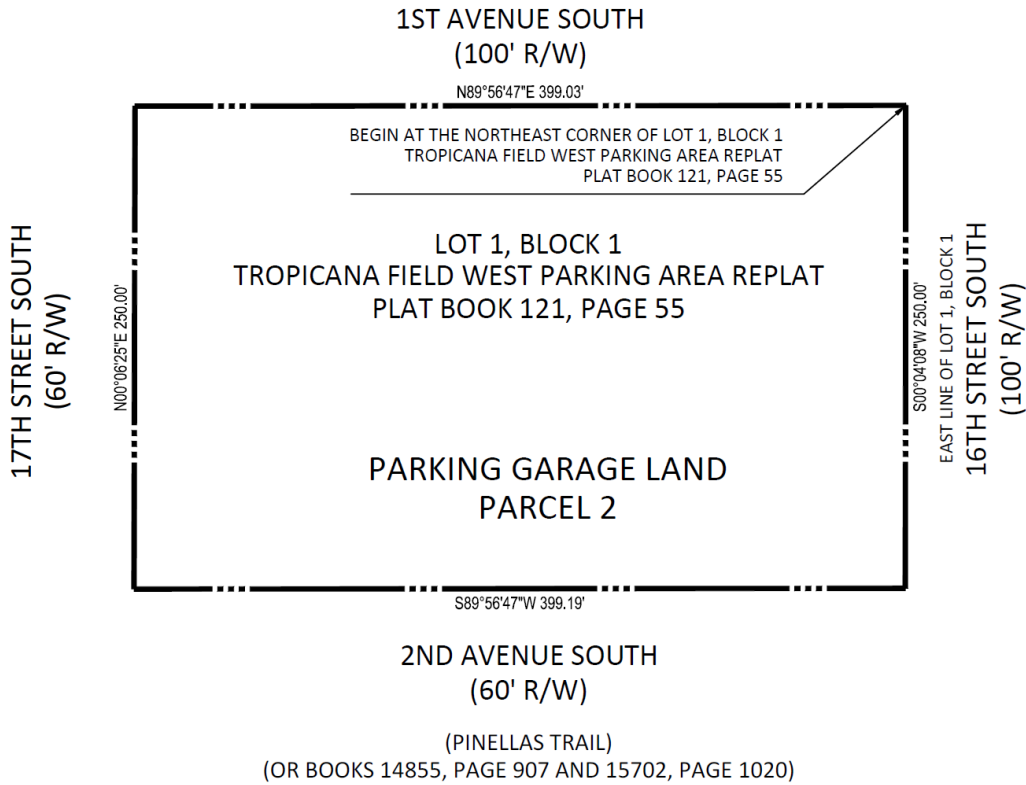 1ST AVENUE SOUTH
(100' R/W)
N89°56'47"E 399.03'
BEGIN AT THE NORTHEAST CORNER OF LOT 1, BLOCK 1
TROPICANA FIELD WEST PARKING AREA REPLAT
PLAT BOOK 121, PAGE 55
LOT 1, BLOCK 1
TROPICANA FIELD WEST PARKING AREA REPLAT
PLAT BOOK 121, PAGE 55
17TH STREET SOUTH
(60' R/W)
N00°06'25"E 250.00'
S00°04'08"W 250.00'
EAST LINE OF LOT 1, BLOCK 1
16TH STREET SOUTH
(100' R/W)
PARKING GARAGE LAND
PARCEL 2
S89°56'47"W 399.19'
2ND AVENUE SOUTH
(60' R/W)
(PINELLAS TRAIL)
(OR BOOKS 14855, PAGE 907 AND 15702, PAGE 1020)